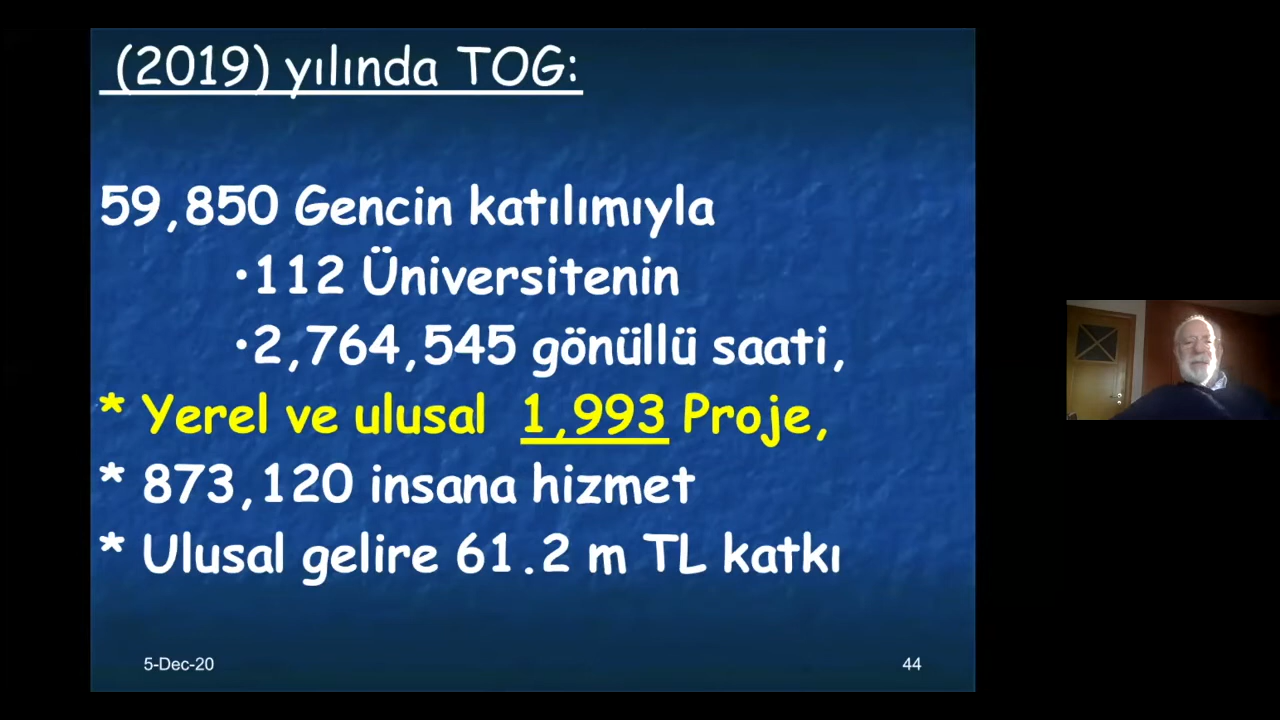 (2019) yılında TOG:
59,850 Gencin katılımıyla
•112 Üniversitenin
•2,764,545 gönüllü saati,
* Yerel ve ulusal 1,993 Proje,
* 873,120 insana hizmet
* Ulusal gelire 61.2 m TL katkı
5-Dec-20
44